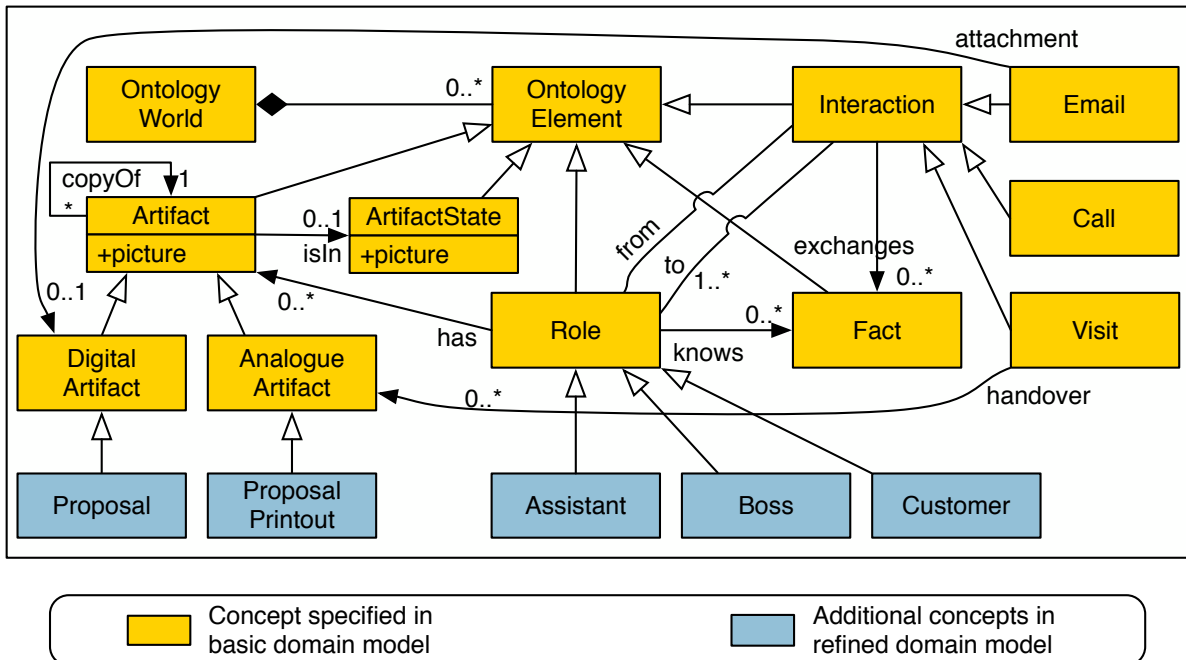 attachment
Ontology
World
0..*
Ontology
Element
Interaction
Email
copyOf
1
*
Artifact
+picture
0..1
isIn
ArtifactState
+picture
Call
from
to
1..*
exchanges
0..*
0..1
0..*
has
Role
0..*
knows
Fact
Visit
Digital
Artifact
Analogue
Artifact
0..*
handover
Proposal
Proposal
Printout
Assistant
Boss
Customer
Concept specified in
basic domain model
Additional concepts in
refined domain model